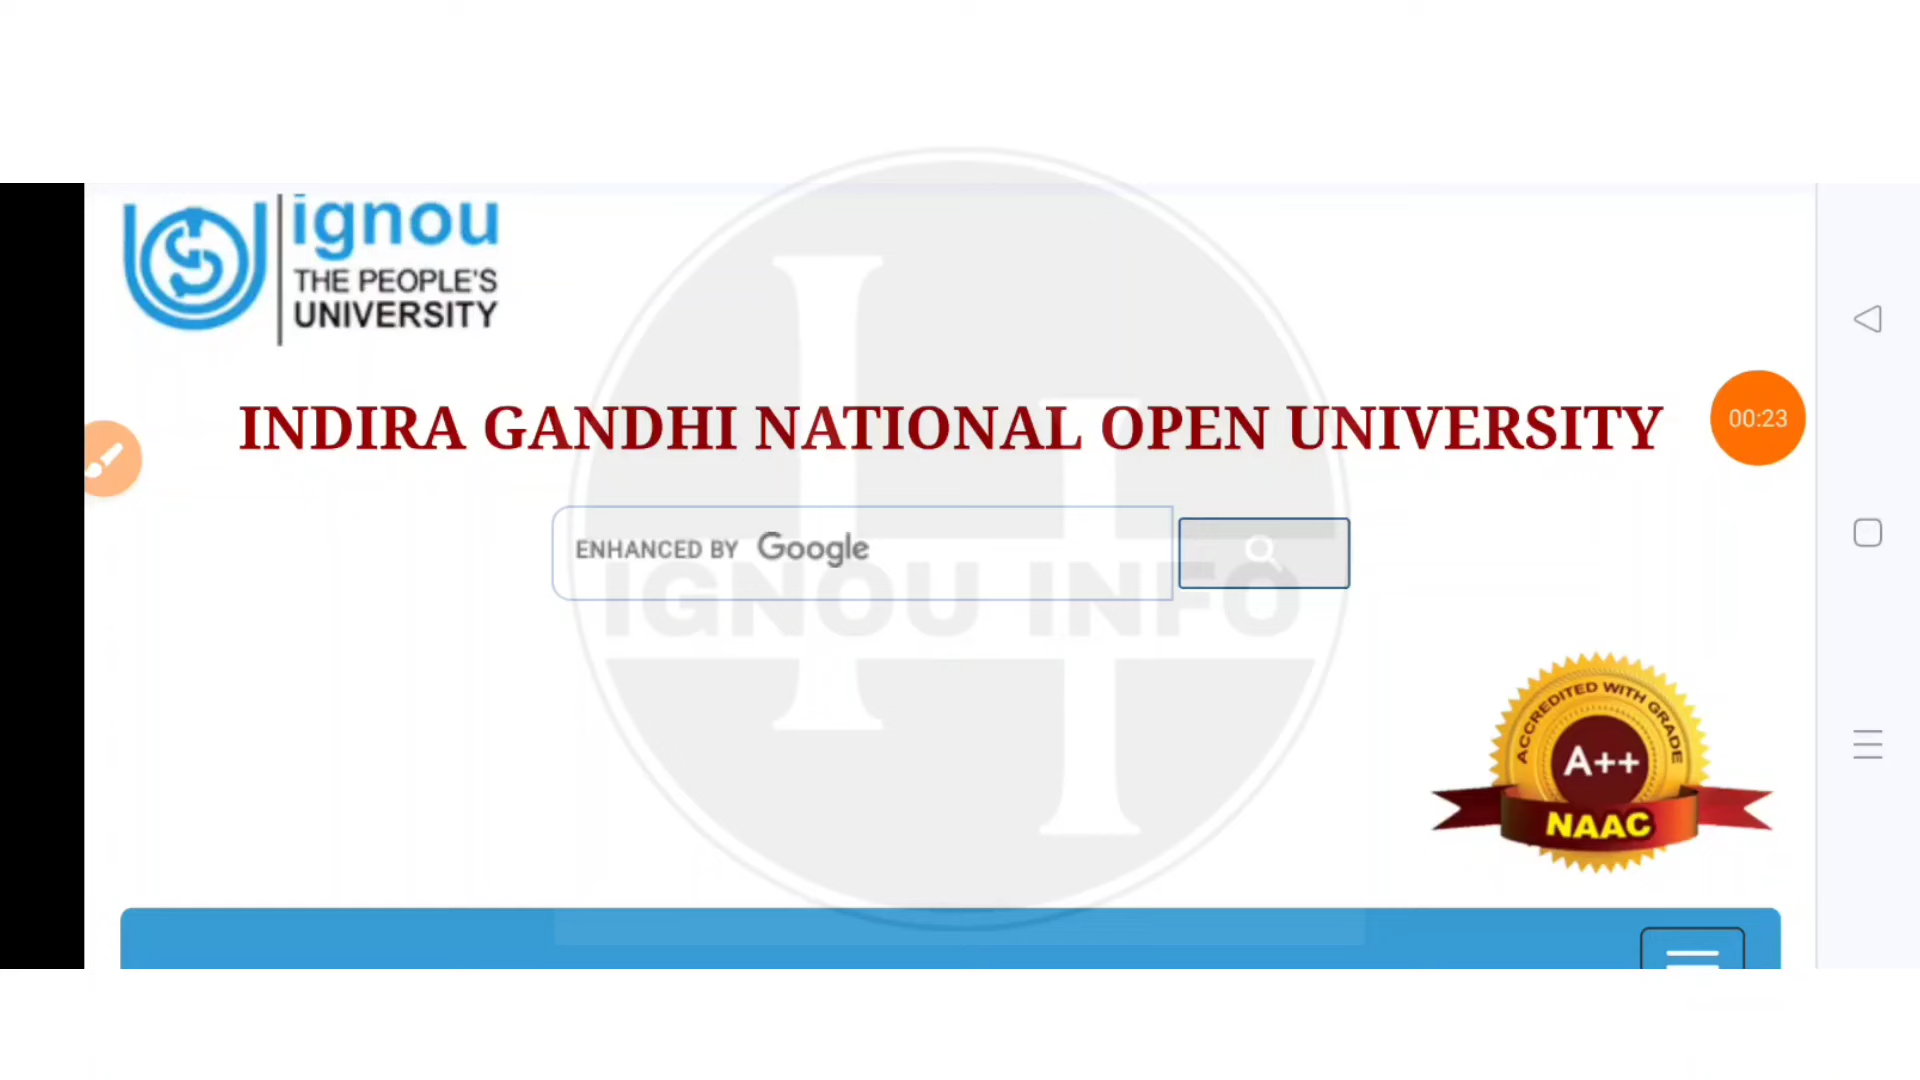 ignou
THE PEOPLE'S
UNIVERSITY
INDIRA GANDHI NATIONAL OPEN UNIVERSITY
00:23
ENHANCED BY Google
IGNOU INFO
ACCREDITED WITH GRADE
A++
NAAC